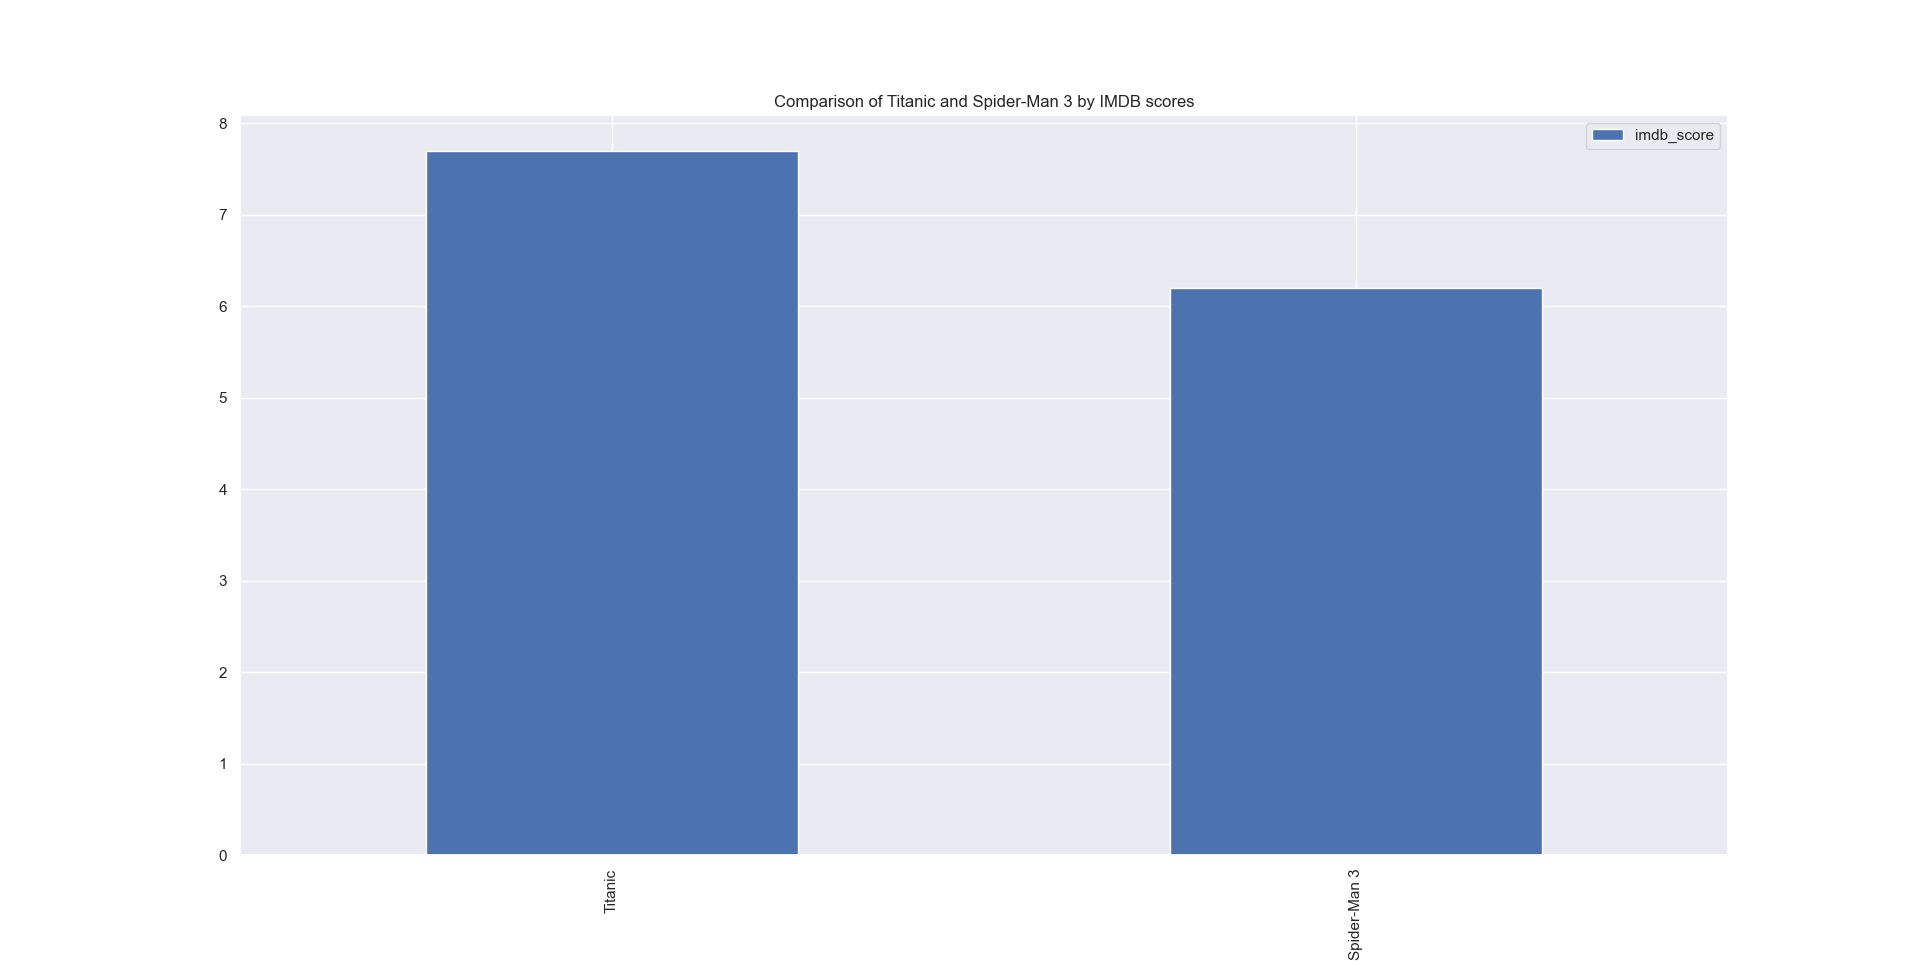 Comparison of Titanic and Spider-Man 3 by IMDB scores
imdb_score
8
7
6
5
4
3
2
1
0
Titanic
Spider-Man 3